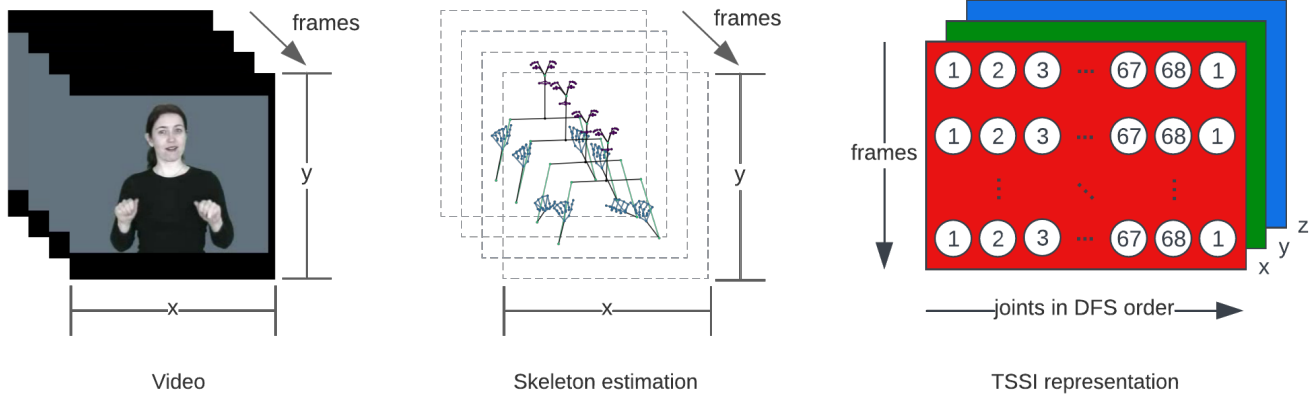 frames
y
x
Video
frames
y
x
Skeleton estimation
frames
1 2 3 ... 67 68 1
1 2 3 ... 67 68 1
⋮ ⋱ ⋮
1 2 3 ... 67 68 1
z
y
x
joints in DFS order
TSSI representation